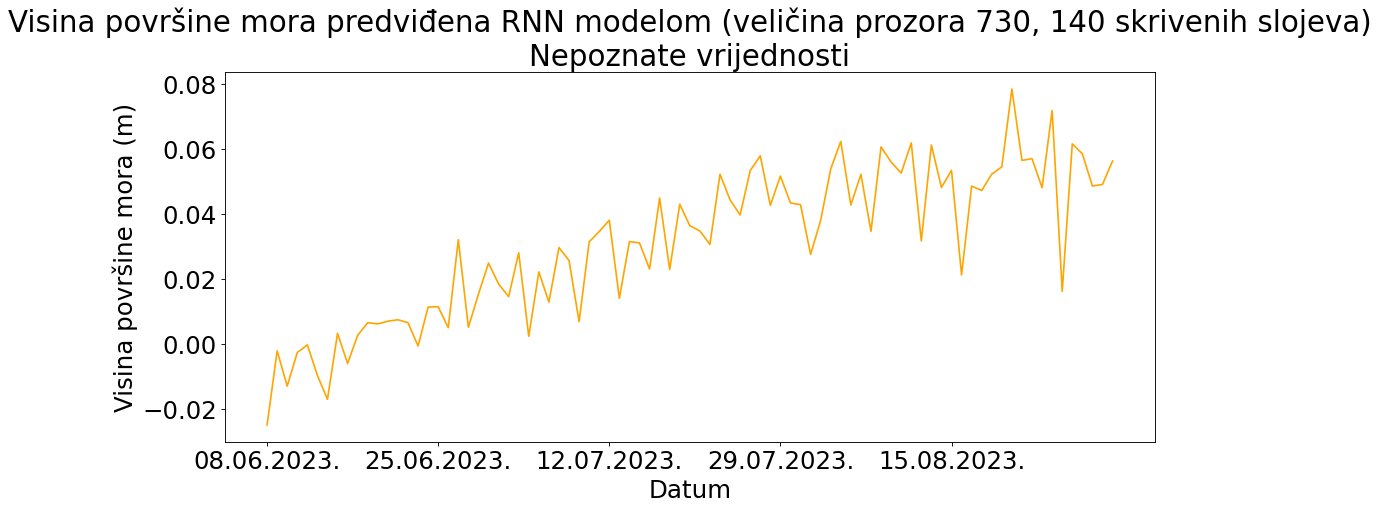 Visina površine mora predviđena RNN modelom (veličina prozora 730, 140 skrivenih slojeva)
Nepoznate vrijednosti
Visina površine mora (m)
0.08
0.06
0.04
0.02
0.00
−0.02
08.06.2023. 25.06.2023. 12.07.2023. 29.07.2023. 15.08.2023.
Datum